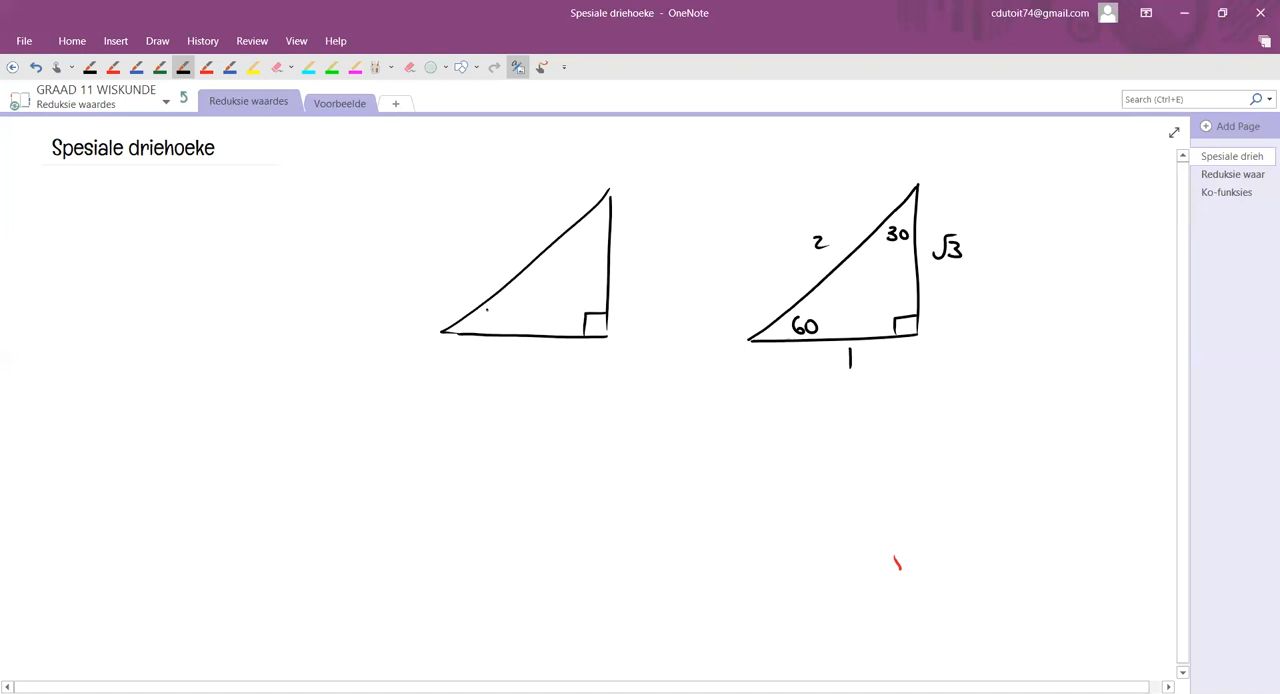 Spesiale driehoeke - OneNote
cdutoit74@gmail.com
File Home Insert Draw History Review View Help
GRAAD 11 WISKUNDE
Reduksie waardes
Reduksie waardes
Voorbeelde
Search (Ctrl+E)
Add Page
Spesiale drieh
Reduksie waar
Ko-funksies
Spesiale driehoeke
2
30
√3
60
1